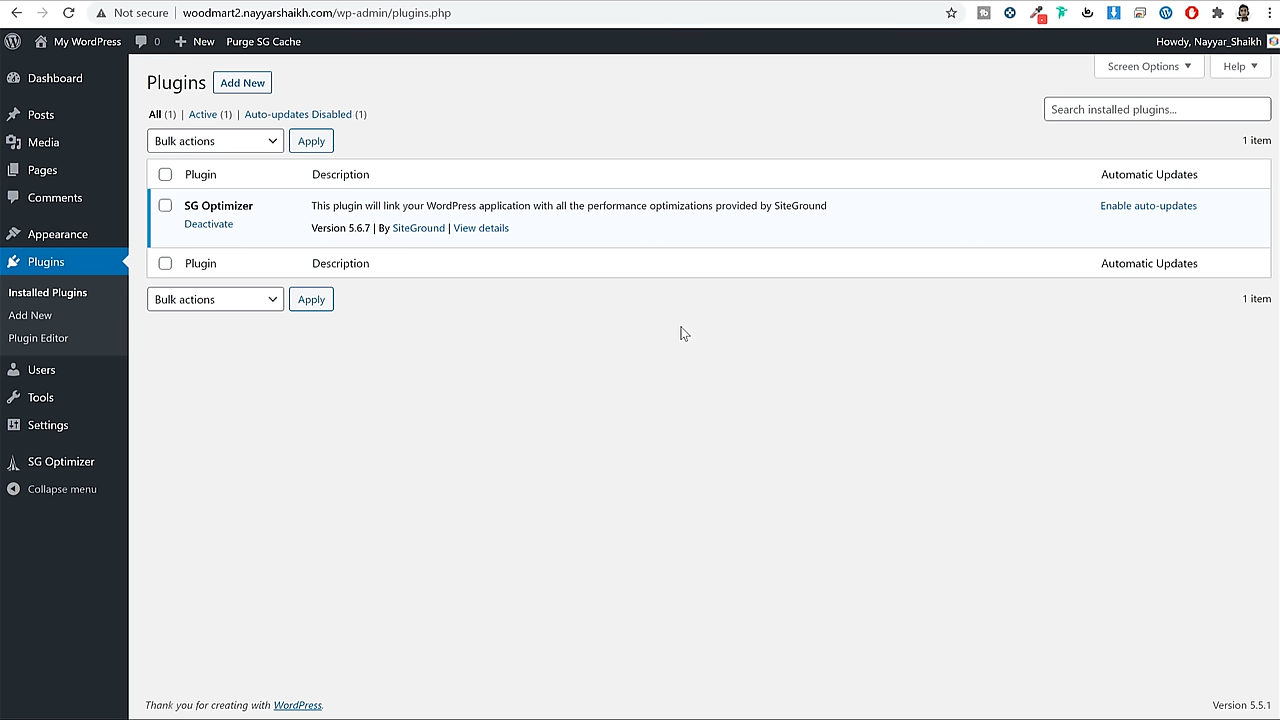 Not secure | woodmart2.nayyarshaikh.com/wp-admin/plugins.php
My WordPress 0 New Purge SG Cache Howdy, Nayyar_Shaikh
Dashboard
Posts
Media
Pages
Comments
Appearance
Plugins
Installed Plugins
Add New
Plugin Editor
Users
Tools
Settings
SG Optimizer
Collapse menu
Screen Options Help
Plugins Add New
All (1) | Active (1) | Auto-updates Disabled (1)
Search installed plugins...
Bulk actions Apply 1 item
Plugin Description Automatic Updates
SG Optimizer This plugin will link your WordPress application with all the performance optimizations provided by SiteGround Enable auto-updates
Deactivate Version 5.6.7 | By SiteGround | View details
Plugin Description Automatic Updates
Bulk actions Apply 1 item
Thank you for creating with WordPress. Version 5.5.1